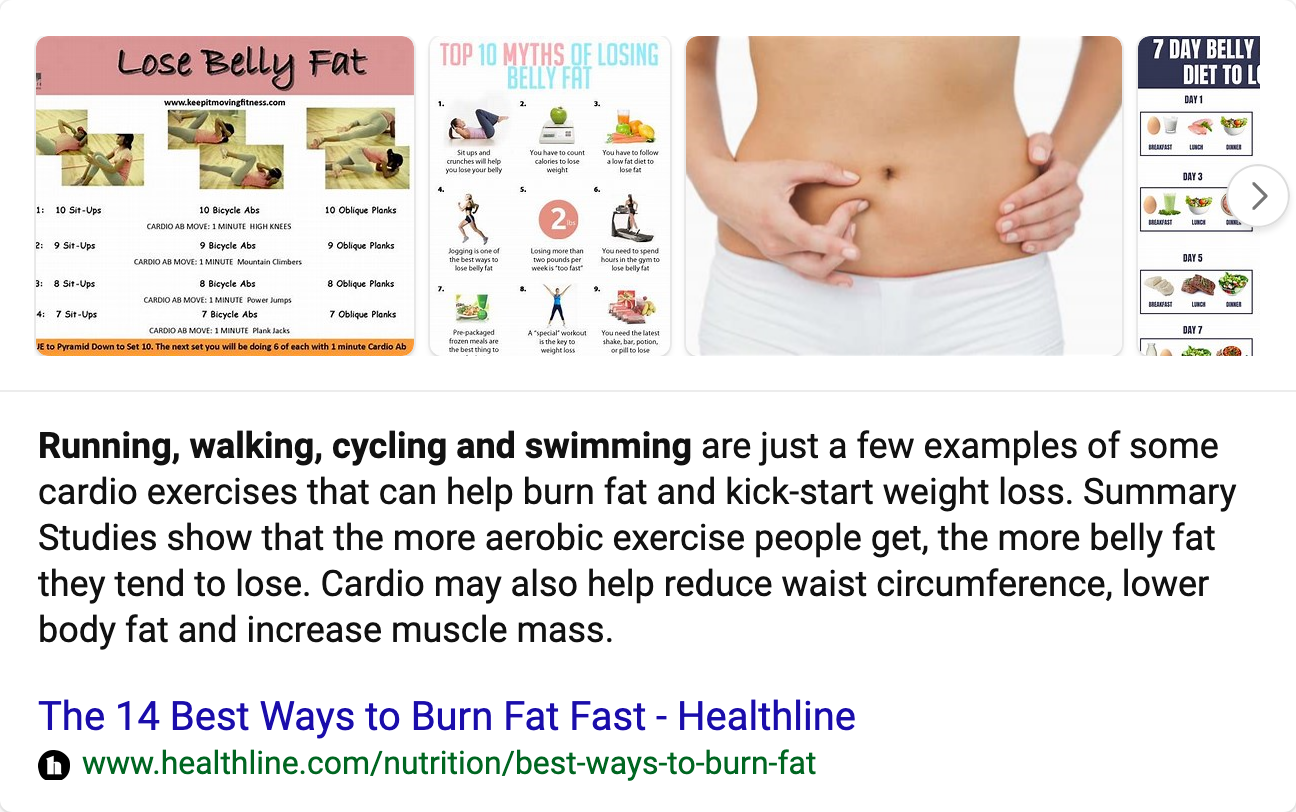 Lose Belly Fat
www.keepitmovingfitness.com
1: 10 Sit-Ups 10 Bicycle Abs 10 Oblique Planks
CARDIO AB MOVE: 1 MINUTE HIGH KNEES
2: 9 Sit-Ups 9 Bicycle Abs 9 Oblique Planks
CARDIO AB MOVE: 1 MINUTE Mountain Climbers
3: 8 Sit-Ups 8 Bicycle Abs 8 Oblique Planks
CARDIO AB MOVE: 1 MINUTE Power Jumps
4: 7 Sit-Ups 7 Bicycle Abs 7 Oblique Planks
CARDIO AB MOVE: 1 MINUTE Plank Jacks
to Pyramid Down to Set 10. The next set you will be doing 6 of each with 1 minute Cardio Ab
TOP 10 MYTHS OF LOSING
BELLY FAT
1.
Sit ups and
crunches will help
you lose your belly
2.
You have to count
calories to lose
weight
3.
You have to follow
a low fat diet to
lose fat
4.
Jogging is one of
the best ways to
lose belly fat
5.
2 lbs
Losing more than
two pounds per
week is "too fast"
6.
You need to spend
hours in the gym to
lose belly fat
7.
Pre-packaged
frozen meals are
the best thing to
8.
A "special" workout
is the key to
weight loss
9.
You need the latest
shake, bar, potion,
or pill to lose
7 DAY BELLY
DIET TO
DAY 1
BREAKFAST LUNCH DINNER
DAY 3
BREAKFAST LUNCH
DAY 5
BREAKFAST LUNCH DINNER
DAY 7
Running, walking, cycling and swimming are just a few examples of some
cardio exercises that can help burn fat and kick-start weight loss. Summary
Studies show that the more aerobic exercise people get, the more belly fat
they tend to lose. Cardio may also help reduce waist circumference, lower
body fat and increase muscle mass.
The 14 Best Ways to Burn Fat Fast - Healthline
h www.healthline.com/nutrition/best-ways-to-burn-fat